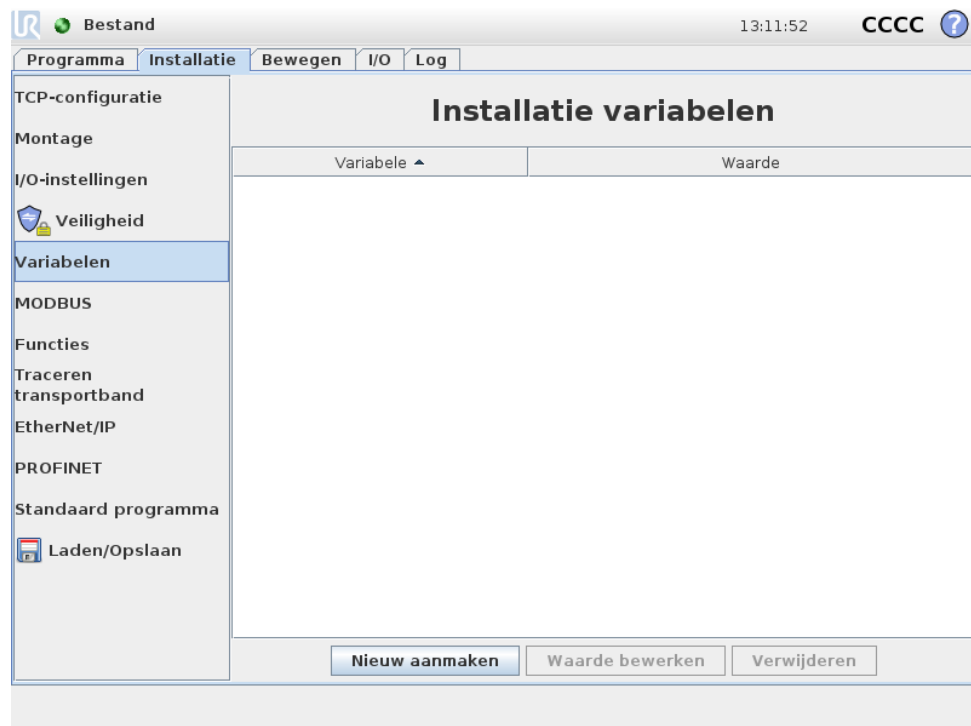 UR Bestand 13:11:52 CCCC ?
Programma Installatie Bewegen I/O Log
TCP-configuratie
Montage
I/O-instellingen
Veiligheid
Variabelen
MODBUS
Functies
Traceren
transportband
EtherNet/IP
PROFINET
Standaard programma
Laden/Opslaan
Installatie variabelen
Variabele Waarde
Nieuw aanmaken Waarde bewerken Verwijderen